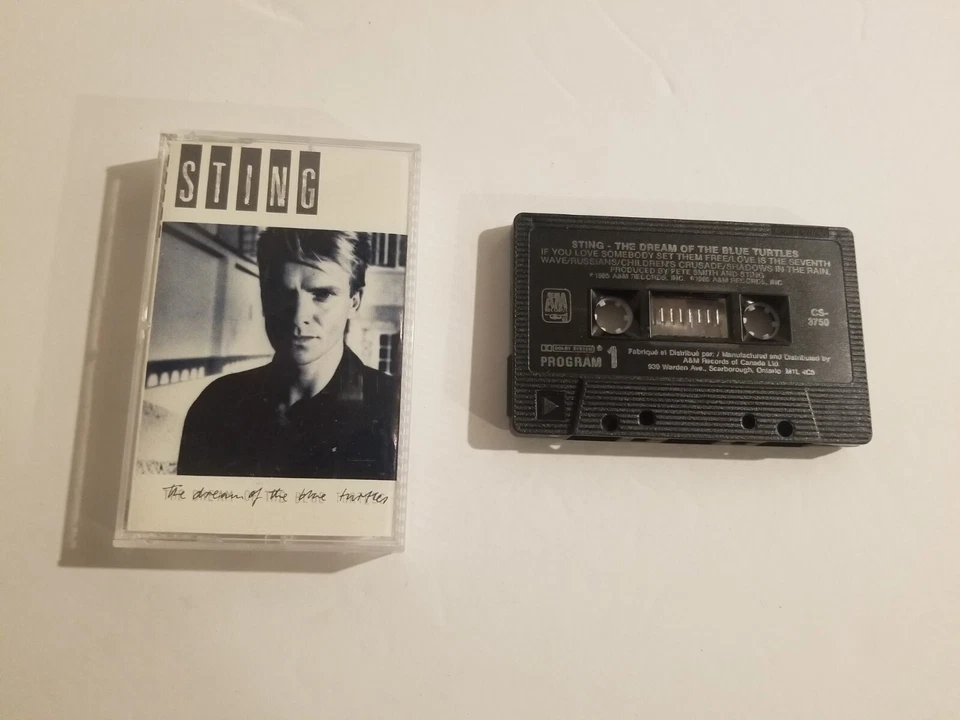 STING
the dream of the blue turtles
STING - THE DREAM OF THE BLUE TURTLES
IF YOU LOVE SOMEBODY SET THEM FREE/LOVE IS THE SEVENTH
WAVE/RUSSIANS/CHILDREN'S CRUSADE/SHADOWS IN THE RAIN.
PRODUCED BY PETE SMITH AND STING
℗1985 A&M RECORDS, INC. ©1985 A&M RECORDS, INC.
A&M
CS-
3750
DOLBY SYSTEM
PROGRAM 1
Fabriqué et Distribué par: / Manufactured and Distributed by
A&M Records of Canada Ltd.
939 Warden Ave., Scarborough, Ontario M1L 4C5